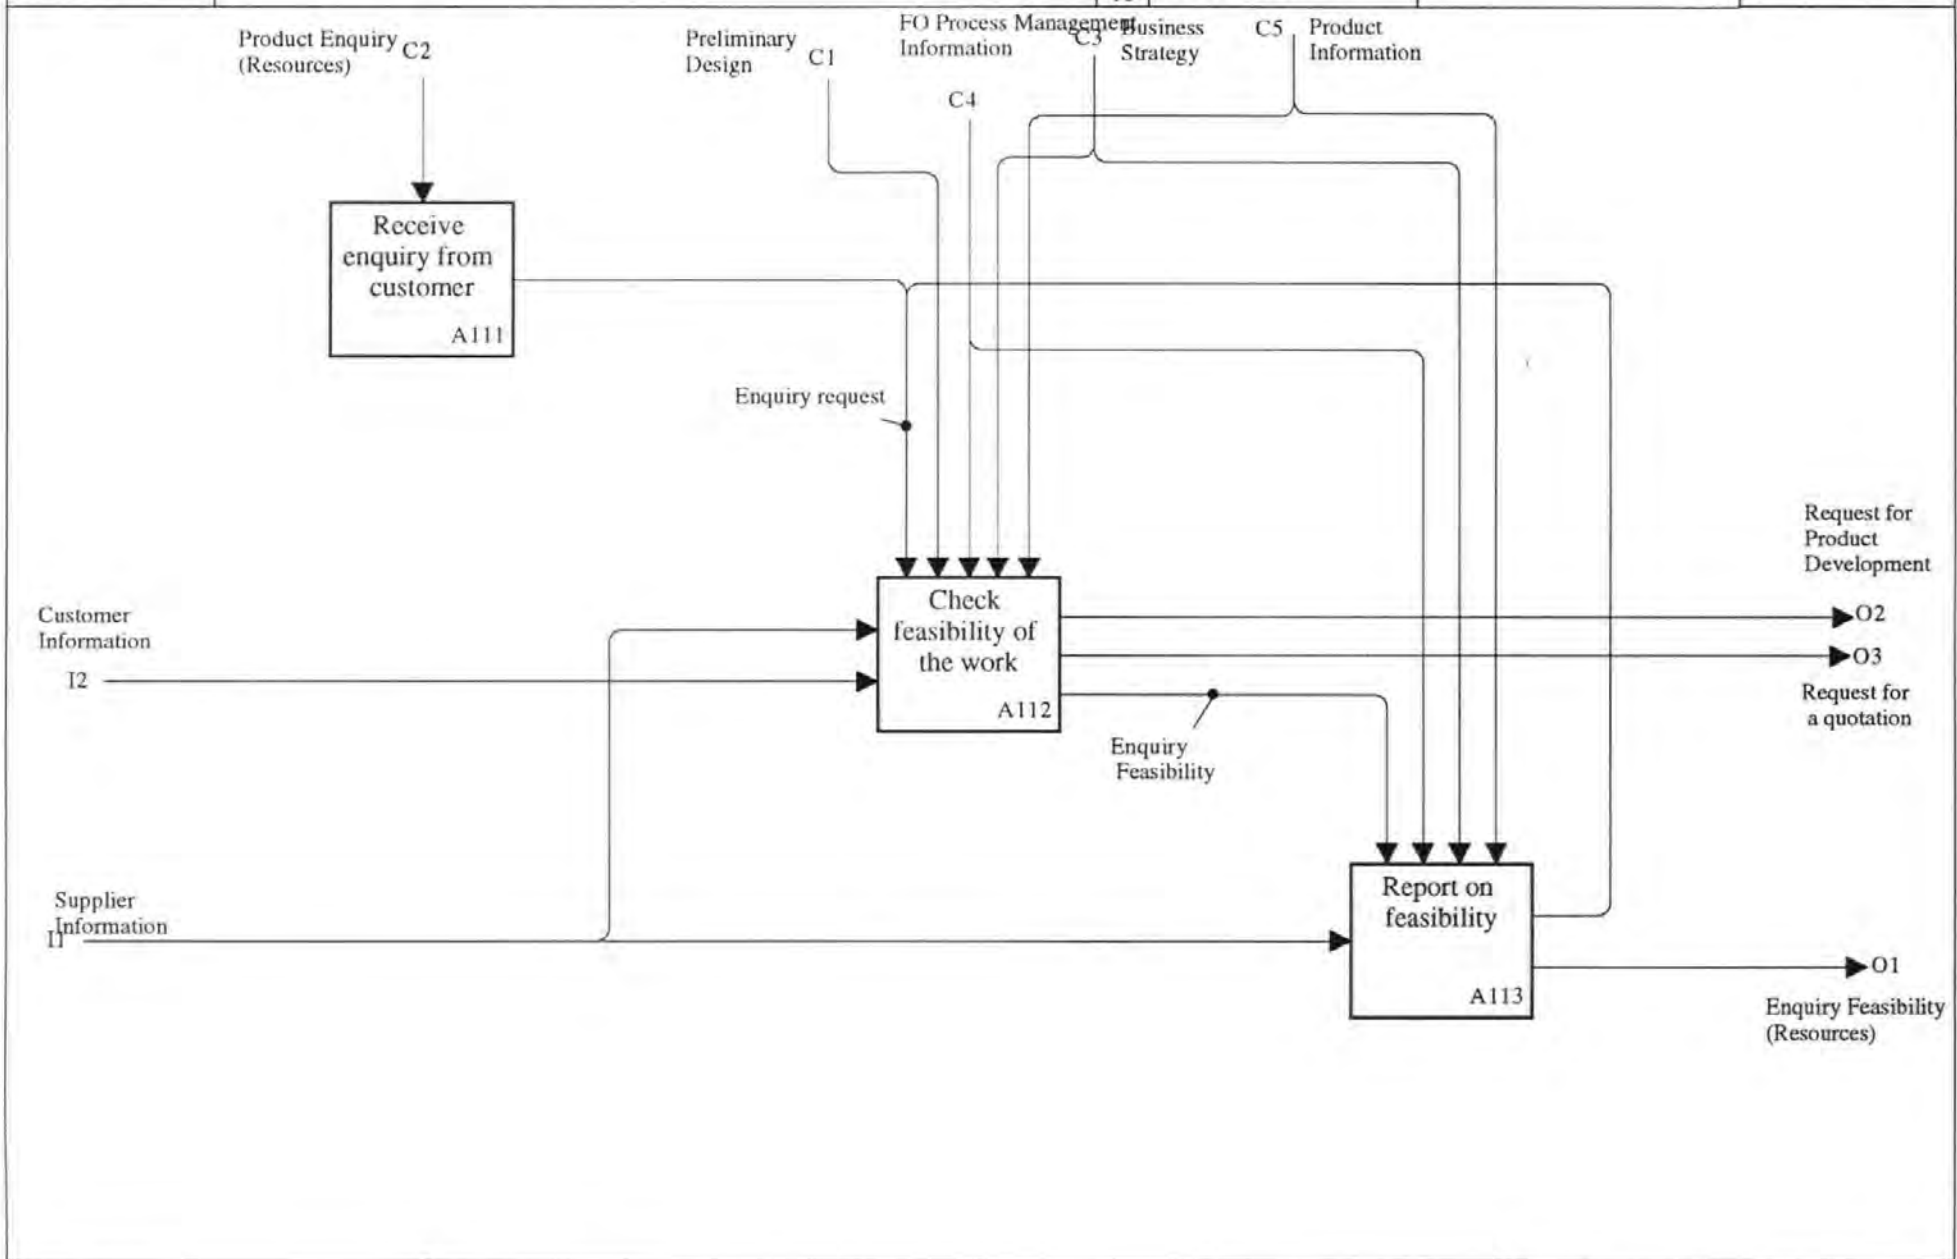 Product Enquiry C2
(Resources)
Preliminary
Design
C1
FO Process Management
Information
C4
C3
Business
Strategy
C5
Product
Information
Receive
enquiry from
customer
A111
Enquiry request
Request for
Product
Development
Customer
Information
I2
Check
feasibility of
the work
A112
O2
O3
Request for
a quotation
Enquiry
Feasibility
Supplier
Information
I1
Report on
feasibility
A113
O1
Enquiry Feasibility
(Resources)